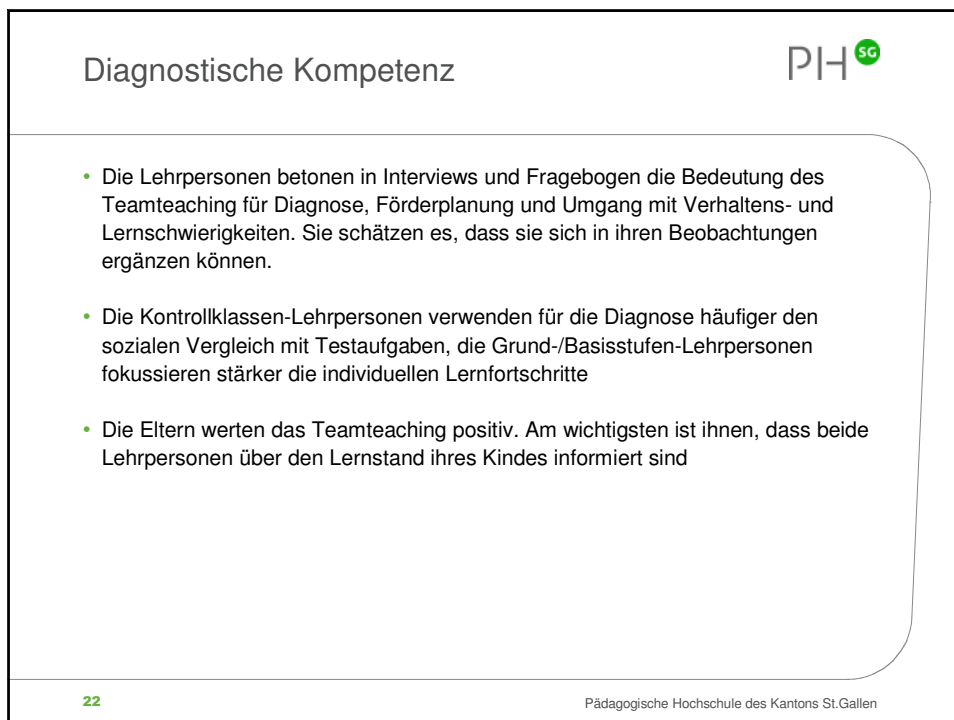 Diagnostische Kompetenz
PH SG
• Die Lehrpersonen betonen in Interviews und Fragebogen die Bedeutung des
Teamteaching für Diagnose, Förderplanung und Umgang mit Verhaltens- und
Lernschwierigkeiten. Sie schätzen es, dass sie sich in ihren Beobachtungen
ergänzen können.
• Die Kontrollklassen-Lehrpersonen verwenden für die Diagnose häufiger den
sozialen Vergleich mit Testaufgaben, die Grund-/Basisstufen-Lehrpersonen
fokussieren stärker die individuellen Lernfortschritte
• Die Eltern werten das Teamteaching positiv. Am wichtigsten ist ihnen, dass beide
Lehrpersonen über den Lernstand ihres Kindes informiert sind
22
Pädagogische Hochschule des Kantons St.Gallen